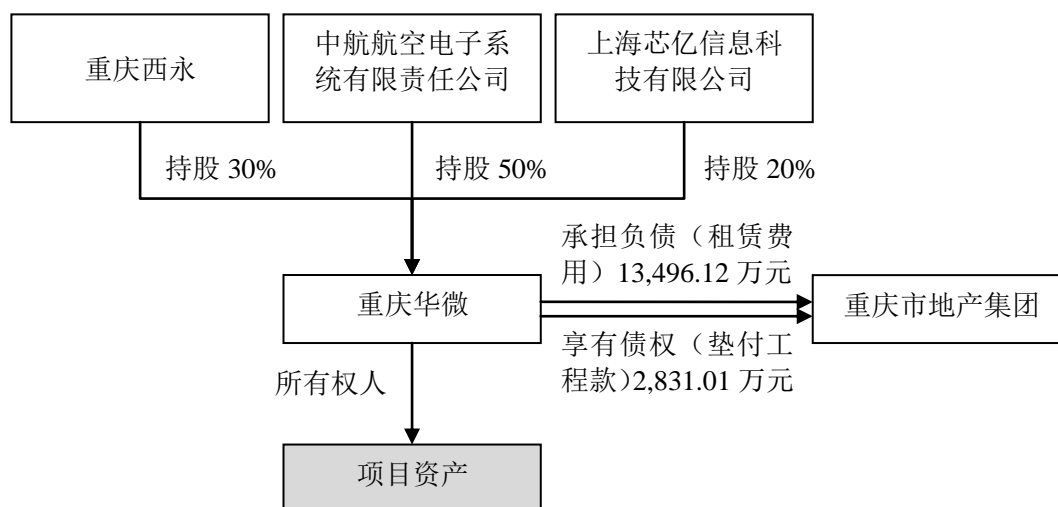 重庆西永
中航航空电子系
统有限责任公司
上海芯亿信息科
技有限公司
持股 30%
持股 50%
持股 20%
承担负债（租赁费
用）13,496.12 万元
重庆华微
重庆市地产集团
享有债权（垫付工
程款）2,831.01 万元
所有权人
项目资产